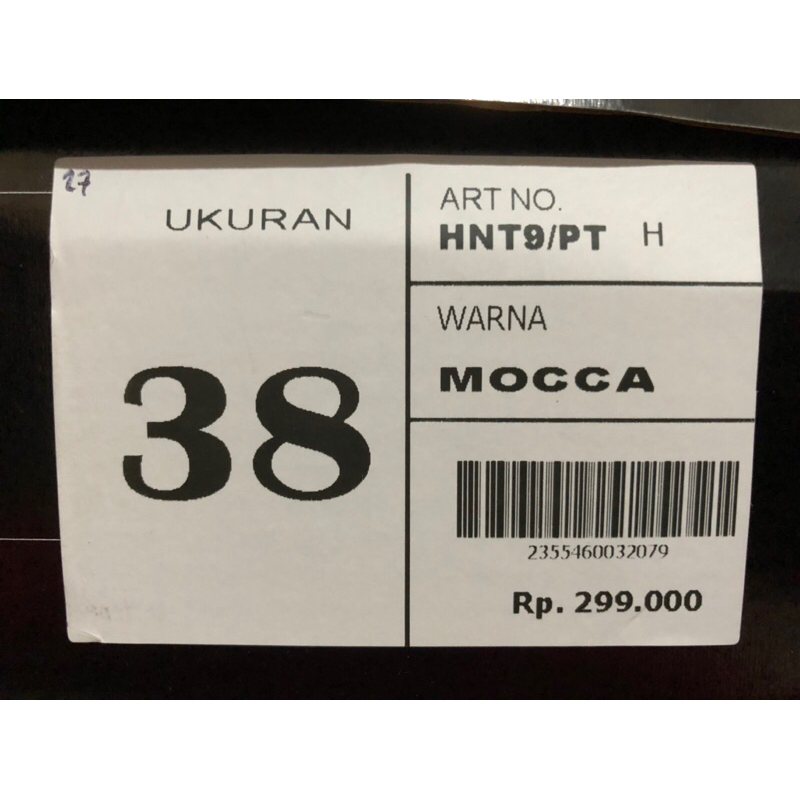 27
UKURAN
38
ART NO.
HNT9/PT H
WARNA
MOCCA
2355460032079
Rp. 299.000